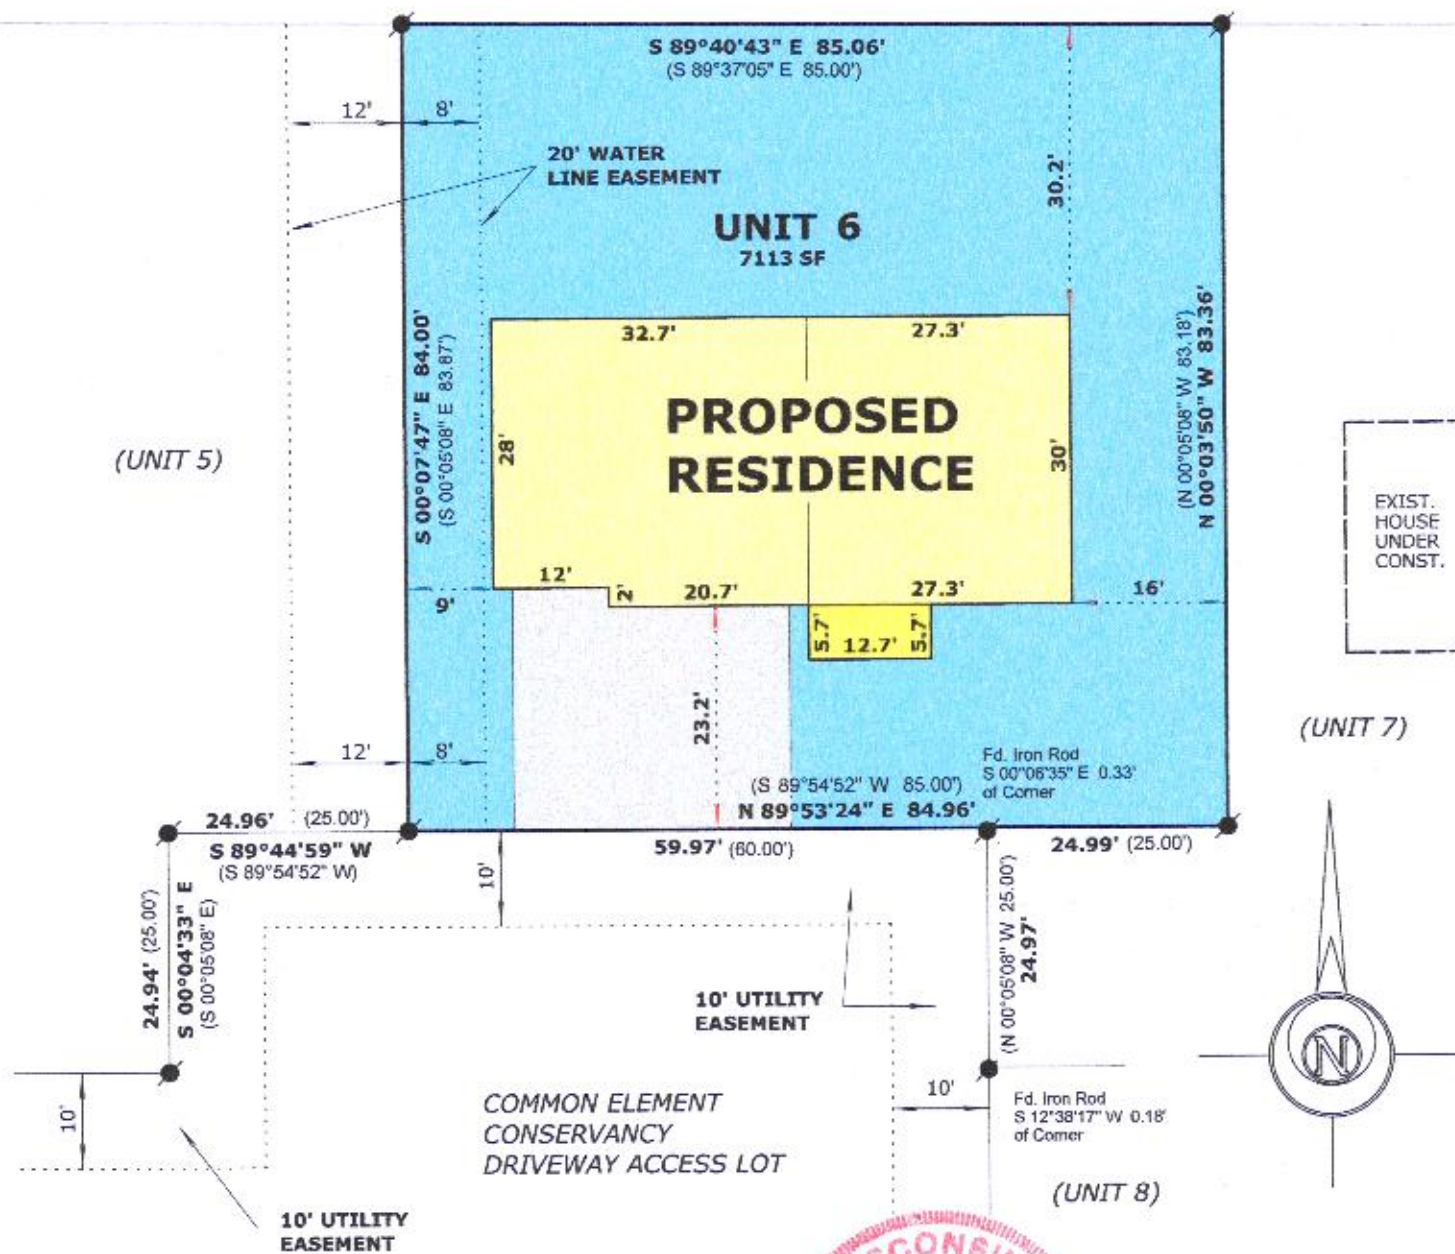 S 89°40'43" E 85.06'
(S 89°37'05" E 85.00')
12'
8'
20' WATER
LINE EASEMENT
30.2'
UNIT 6
7113 SF
S 00°07'47" E 84.00'
(S 00°05'08" E 83.87')
(N 00°05'08" W 83.18')
N 00°03'50" W 83.36'
32.7'
27.3'
28'
PROPOSED
RESIDENCE
30'
(UNIT 5)
EXIST.
HOUSE
UNDER
CONST.
12'
2'
20.7'
27.3'
16'
9'
5.7'
12.7'
5.7'
23.2'
(UNIT 7)
12'
8'
Fd. Iron Rod
S 00°06'35" E 0.33'
of Corner
(S 89°54'52" W 85.00')
N 89°53'24" E 84.96'
24.96' (25.00')
S 89°44'59" W
(S 89°54'52" W)
59.97' (60.00')
24.99' (25.00')
10'
24.94' (25.00')
S 00°04'33" E
(S 00°05'08" E)
(N 00°05'08" W 25.00')
24.97'
10' UTILITY
EASEMENT
N
10'
10'
COMMON ELEMENT
CONSERVANCY
DRIVEWAY ACCESS LOT
Fd. Iron Rod
S 12°38'17" W 0.18'
of Corner
(UNIT 8)
10' UTILITY
EASEMENT